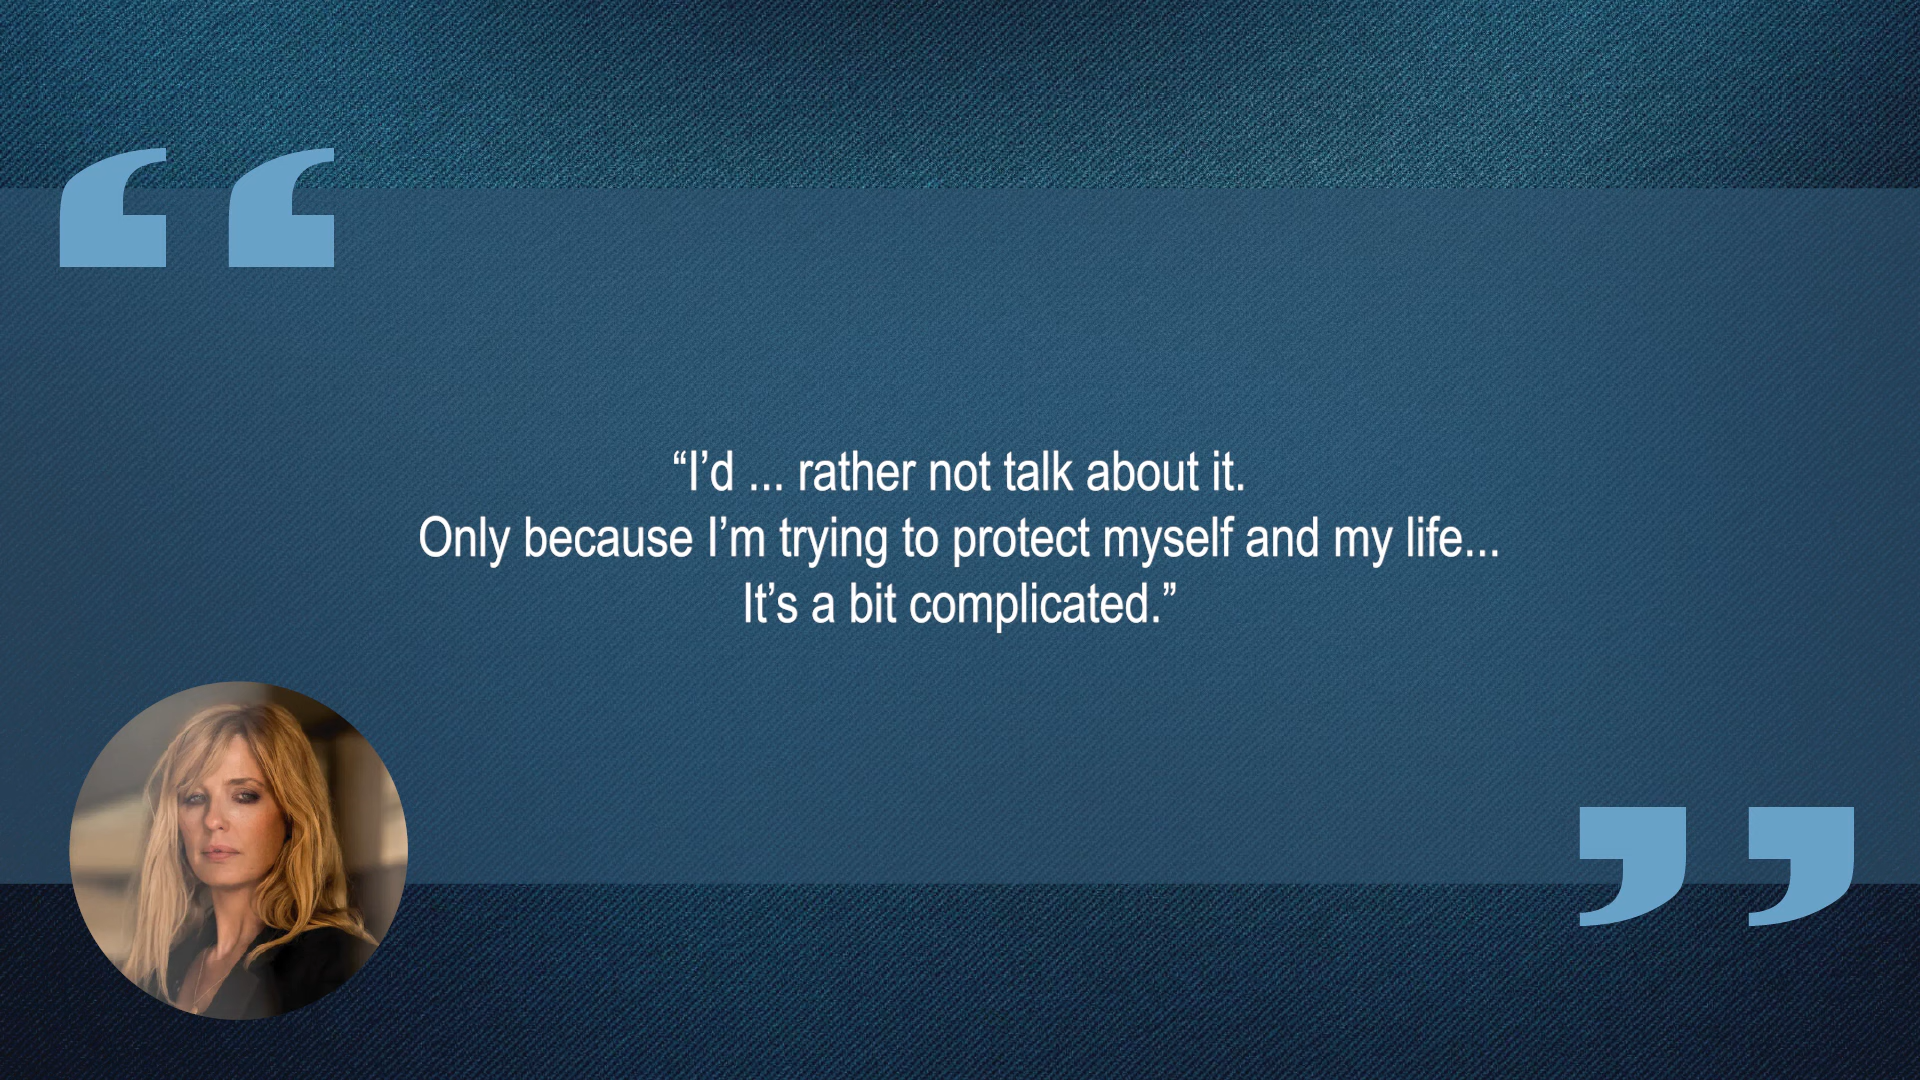 “I’d ... rather not talk about it.
Only because I’m trying to protect myself and my life...
It’s a bit complicated.”